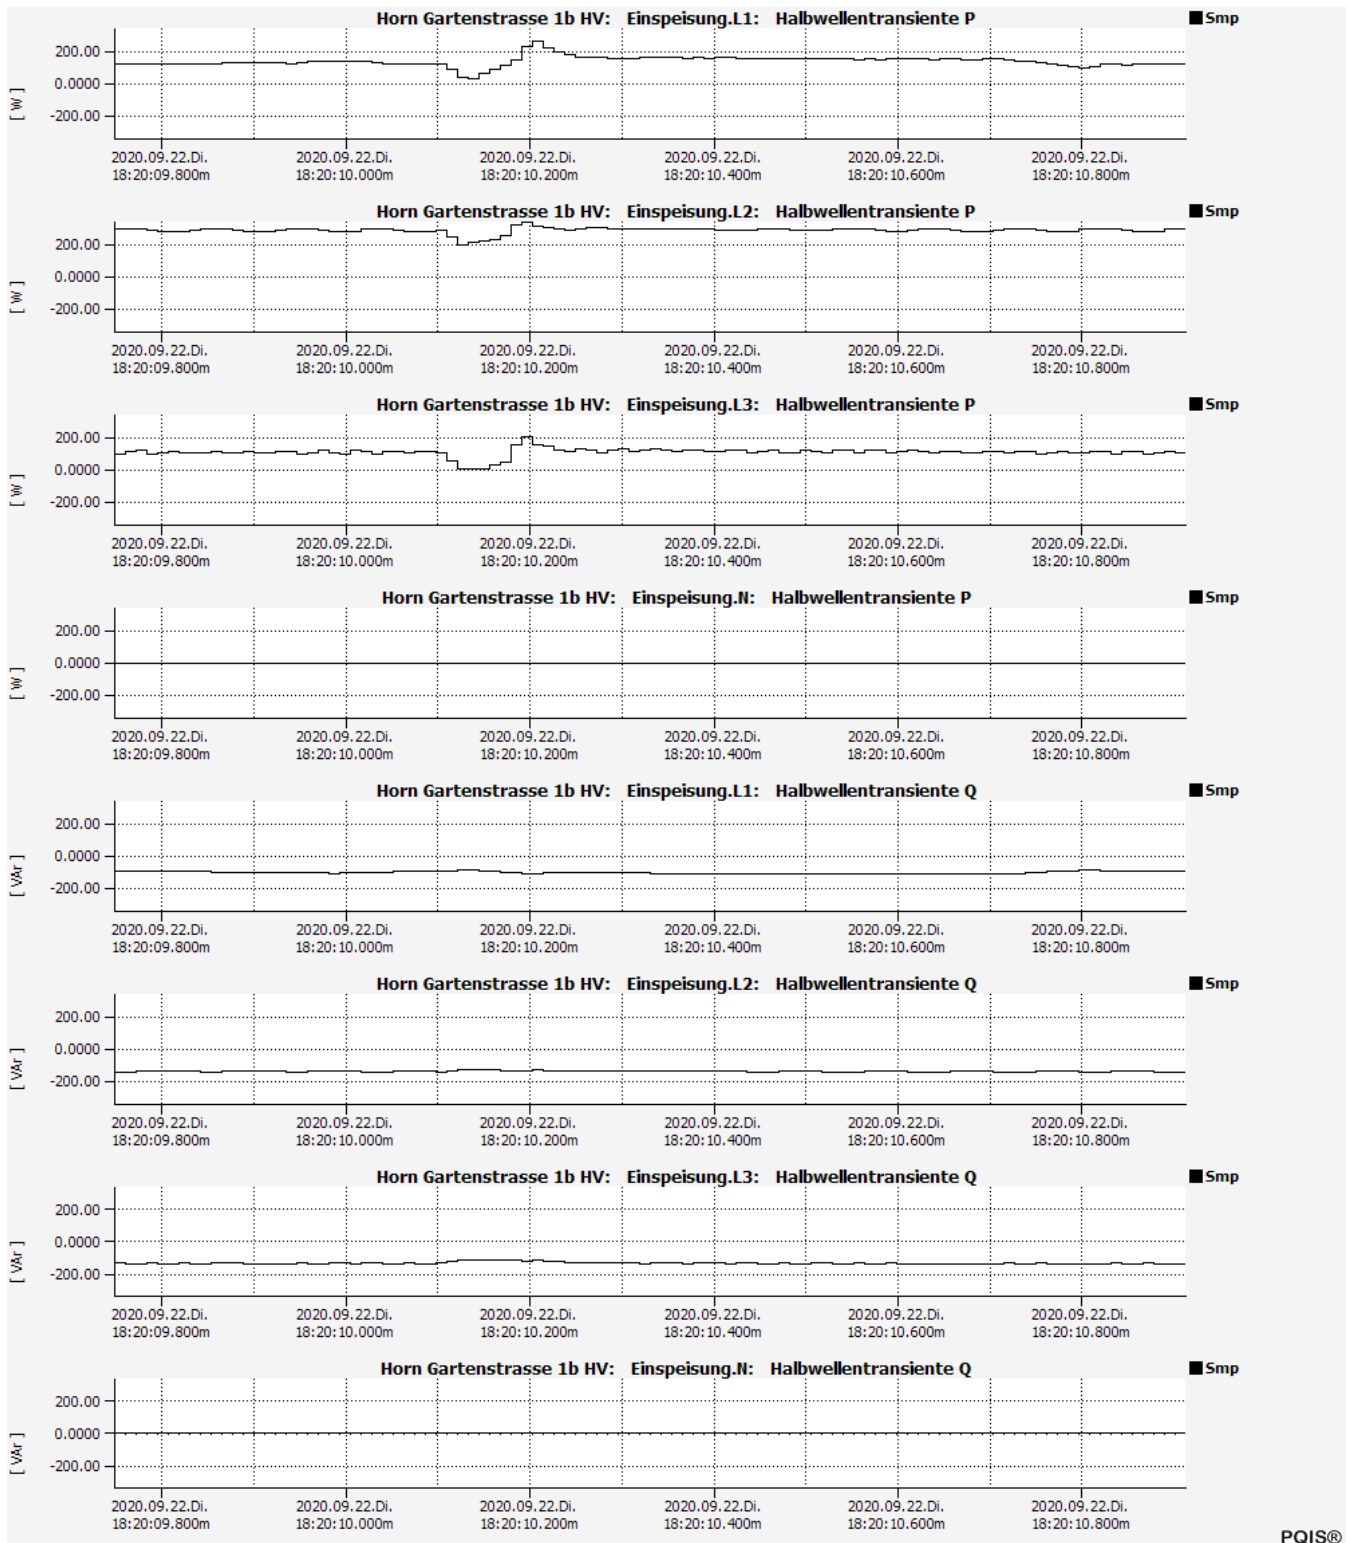 Horn Gartenstrasse 1b HV: Einspeisung.L1: Halbwellentransiente P
Smp
200.00
0.0000
-200.00
[ W ]
2020.09.22.Di. 2020.09.22.Di. 2020.09.22.Di. 2020.09.22.Di. 2020.09.22.Di. 2020.09.22.Di.
18:20:09.800m 18:20:10.000m 18:20:10.200m 18:20:10.400m 18:20:10.600m 18:20:10.800m
Horn Gartenstrasse 1b HV: Einspeisung.L2: Halbwellentransiente P
Smp
200.00
0.0000
-200.00
[ W ]
2020.09.22.Di. 2020.09.22.Di. 2020.09.22.Di. 2020.09.22.Di. 2020.09.22.Di. 2020.09.22.Di.
18:20:09.800m 18:20:10.000m 18:20:10.200m 18:20:10.400m 18:20:10.600m 18:20:10.800m
Horn Gartenstrasse 1b HV: Einspeisung.L3: Halbwellentransiente P
Smp
200.00
0.0000
-200.00
[ W ]
2020.09.22.Di. 2020.09.22.Di. 2020.09.22.Di. 2020.09.22.Di. 2020.09.22.Di. 2020.09.22.Di.
18:20:09.800m 18:20:10.000m 18:20:10.200m 18:20:10.400m 18:20:10.600m 18:20:10.800m
Horn Gartenstrasse 1b HV: Einspeisung.N: Halbwellentransiente P
Smp
200.00
0.0000
-200.00
[ W ]
2020.09.22.Di. 2020.09.22.Di. 2020.09.22.Di. 2020.09.22.Di. 2020.09.22.Di. 2020.09.22.Di.
18:20:09.800m 18:20:10.000m 18:20:10.200m 18:20:10.400m 18:20:10.600m 18:20:10.800m
Horn Gartenstrasse 1b HV: Einspeisung.L1: Halbwellentransiente Q
Smp
200.00
0.0000
-200.00
[ VAr ]
2020.09.22.Di. 2020.09.22.Di. 2020.09.22.Di. 2020.09.22.Di. 2020.09.22.Di. 2020.09.22.Di.
18:20:09.800m 18:20:10.000m 18:20:10.200m 18:20:10.400m 18:20:10.600m 18:20:10.800m
Horn Gartenstrasse 1b HV: Einspeisung.L2: Halbwellentransiente Q
Smp
200.00
0.0000
-200.00
[ VAr ]
2020.09.22.Di. 2020.09.22.Di. 2020.09.22.Di. 2020.09.22.Di. 2020.09.22.Di. 2020.09.22.Di.
18:20:09.800m 18:20:10.000m 18:20:10.200m 18:20:10.400m 18:20:10.600m 18:20:10.800m
Horn Gartenstrasse 1b HV: Einspeisung.L3: Halbwellentransiente Q
Smp
200.00
0.0000
-200.00
[ VAr ]
2020.09.22.Di. 2020.09.22.Di. 2020.09.22.Di. 2020.09.22.Di. 2020.09.22.Di. 2020.09.22.Di.
18:20:09.800m 18:20:10.000m 18:20:10.200m 18:20:10.400m 18:20:10.600m 18:20:10.800m
Horn Gartenstrasse 1b HV: Einspeisung.N: Halbwellentransiente Q
Smp
200.00
0.0000
-200.00
[ VAr ]
2020.09.22.Di. 2020.09.22.Di. 2020.09.22.Di. 2020.09.22.Di. 2020.09.22.Di. 2020.09.22.Di.
18:20:09.800m 18:20:10.000m 18:20:10.200m 18:20:10.400m 18:20:10.600m 18:20:10.800m
PQIS®